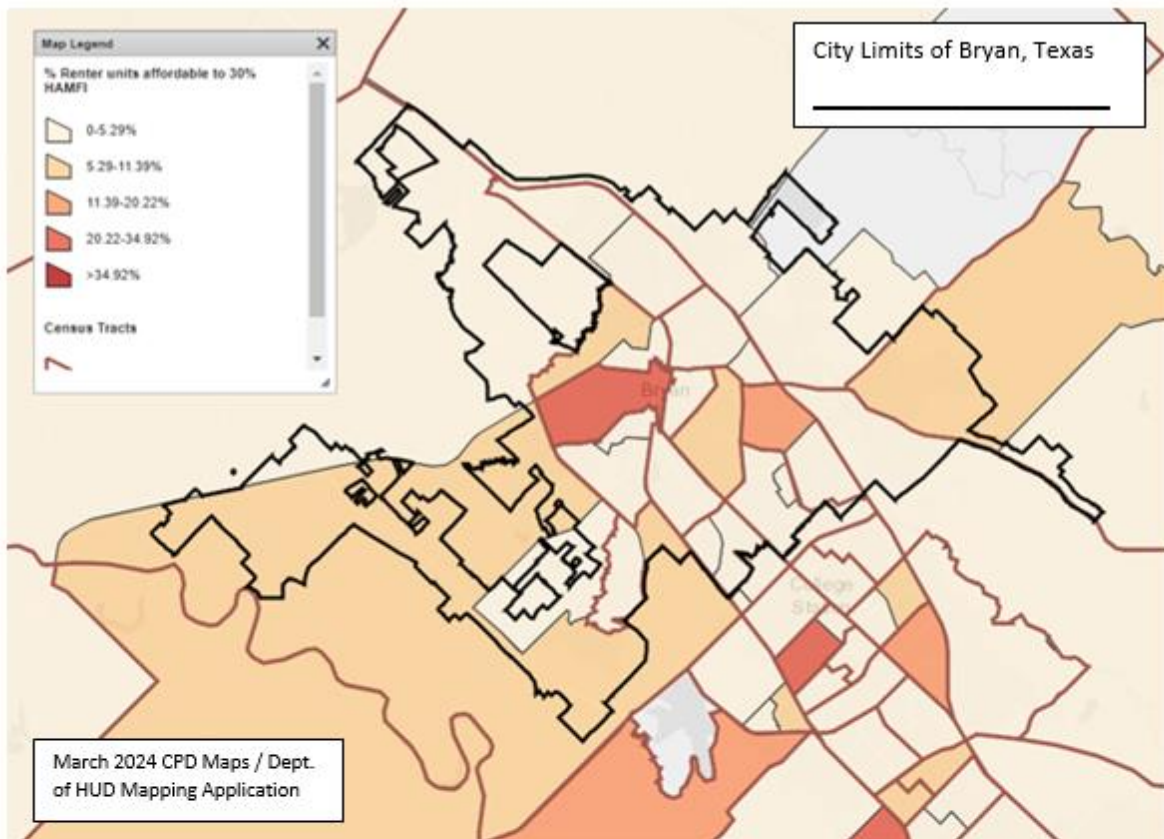 Map Legend
% Renter units affordable to 30%
HAMFI
0-5.29%
5.29-11.39%
11.39-20.22%
20.22-34.92%
>34.92%
Census Tracts
City Limits of Bryan, Texas
Bryan
College
Station
March 2024 CPD Maps / Dept.
of HUD Mapping Application